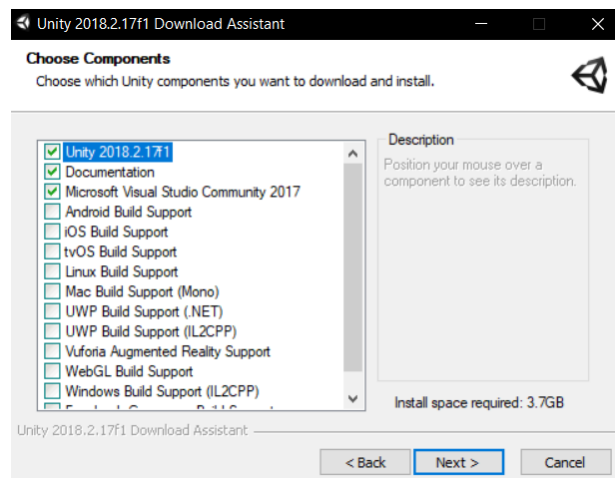 Unity 2018.2.17f1 Download Assistant
Choose Components
Choose which Unity components you want to download and install.
Unity 2018.2.17f1
Documentation
Microsoft Visual Studio Community 2017
Android Build Support
iOS Build Support
tvOS Build Support
Linux Build Support
Mac Build Support (Mono)
UWP Build Support (.NET)
UWP Build Support (IL2CPP)
Vuforia Augmented Reality Support
WebGL Build Support
Windows Build Support (IL2CPP)
Description
Position your mouse over a
component to see its description.
Install space required: 3.7GB
Unity 2018.2.17f1 Download Assistant
< Back
Next >
Cancel